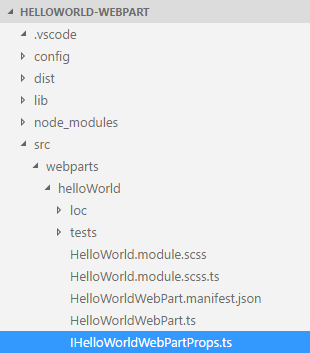 HELLOWORLD-WEBPART
.vscode
config
dist
lib
node_modules
src
webparts
helloWorld
loc
tests
HelloWorld.module.scss
HelloWorld.module.scss.ts
HelloWorldWebPart.manifest.json
HelloWorldWebPart.ts
IHelloWorldWebPartProps.ts